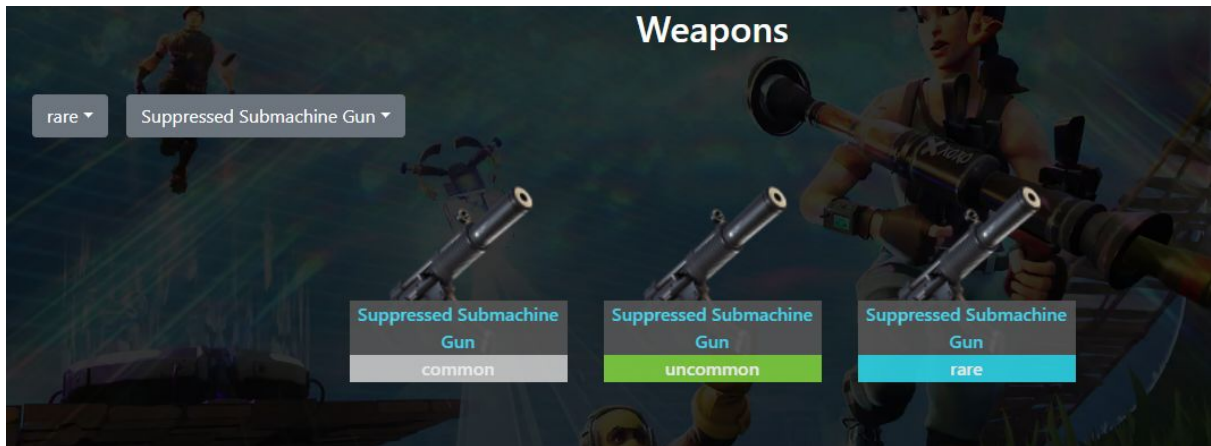 Weapons
rare
Suppressed Submachine Gun
Suppressed Submachine
Gun
common
Suppressed Submachine
Gun
uncommon
Suppressed Submachine
Gun
rare